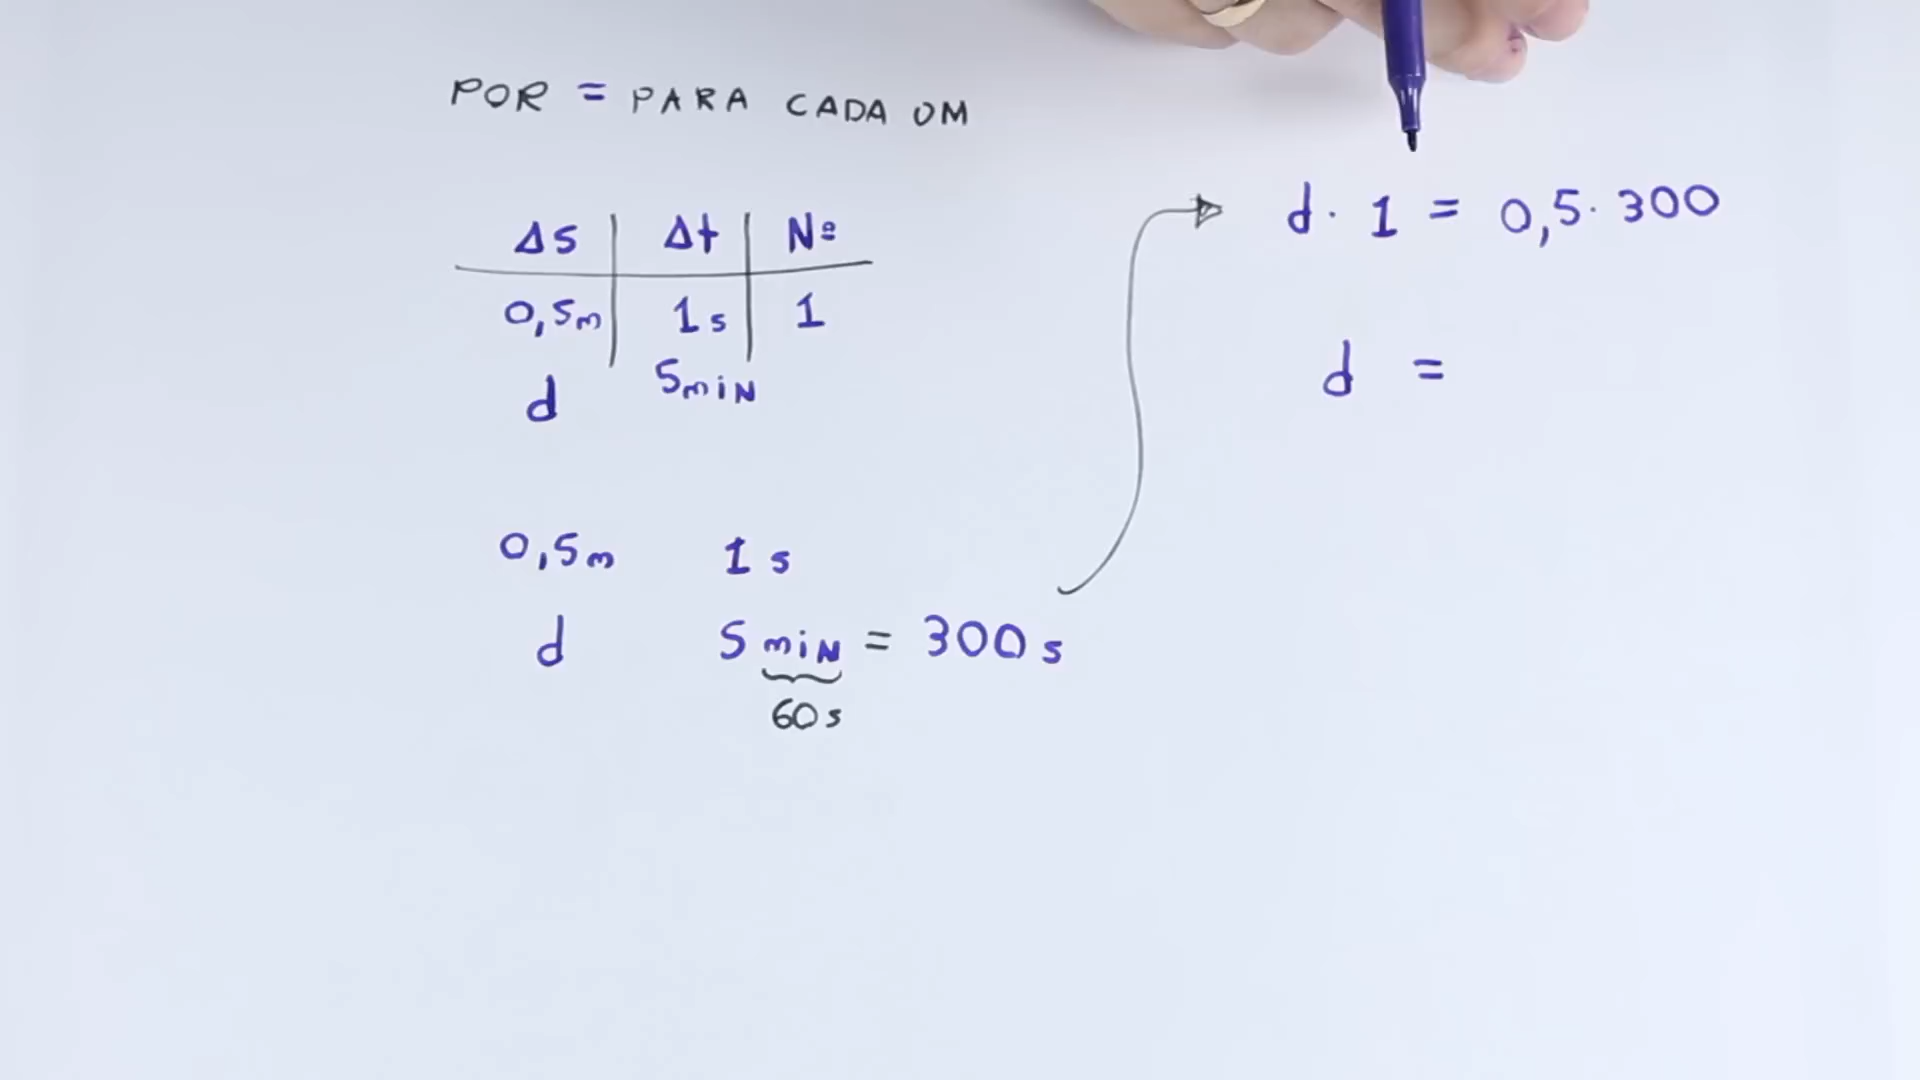 POR = PARA CADA UM
ΔS Δt Nº
0,5m 1s 1
d 5min
0,5m 1s
d 5min = 300s
60s
d · 1 = 0,5 · 300
d =